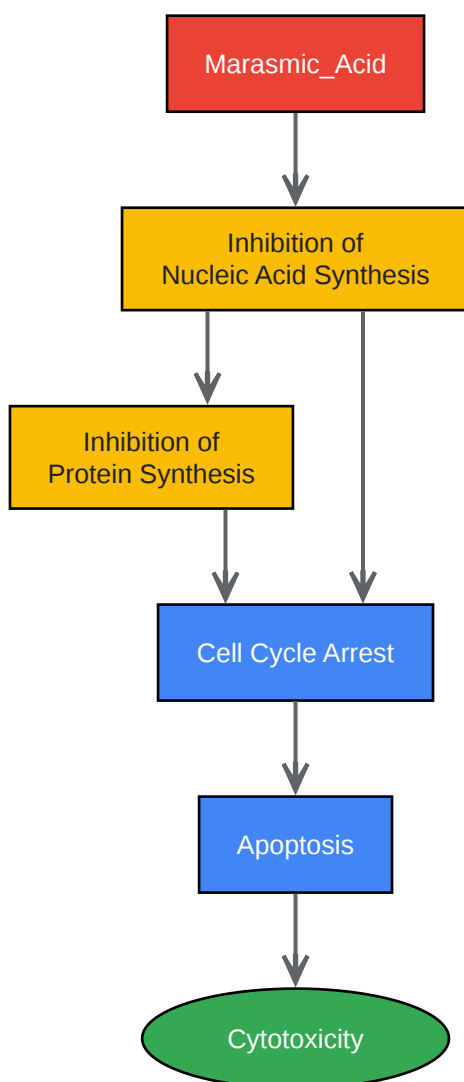 Marasmic_Acid
Inhibition of
Nucleic Acid Synthesis
Inhibition of
Protein Synthesis
Cell Cycle Arrest
Apoptosis
Cytotoxicity